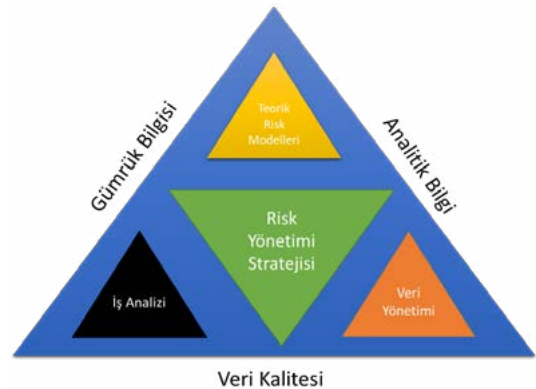 Teorik
Risk
Modelleri
Gümrük Bilgisi
Analitik Bilgi
Risk
Yönetimi
Stratejisi
İş Analizi
Veri
Yönetimi
Veri Kalitesi